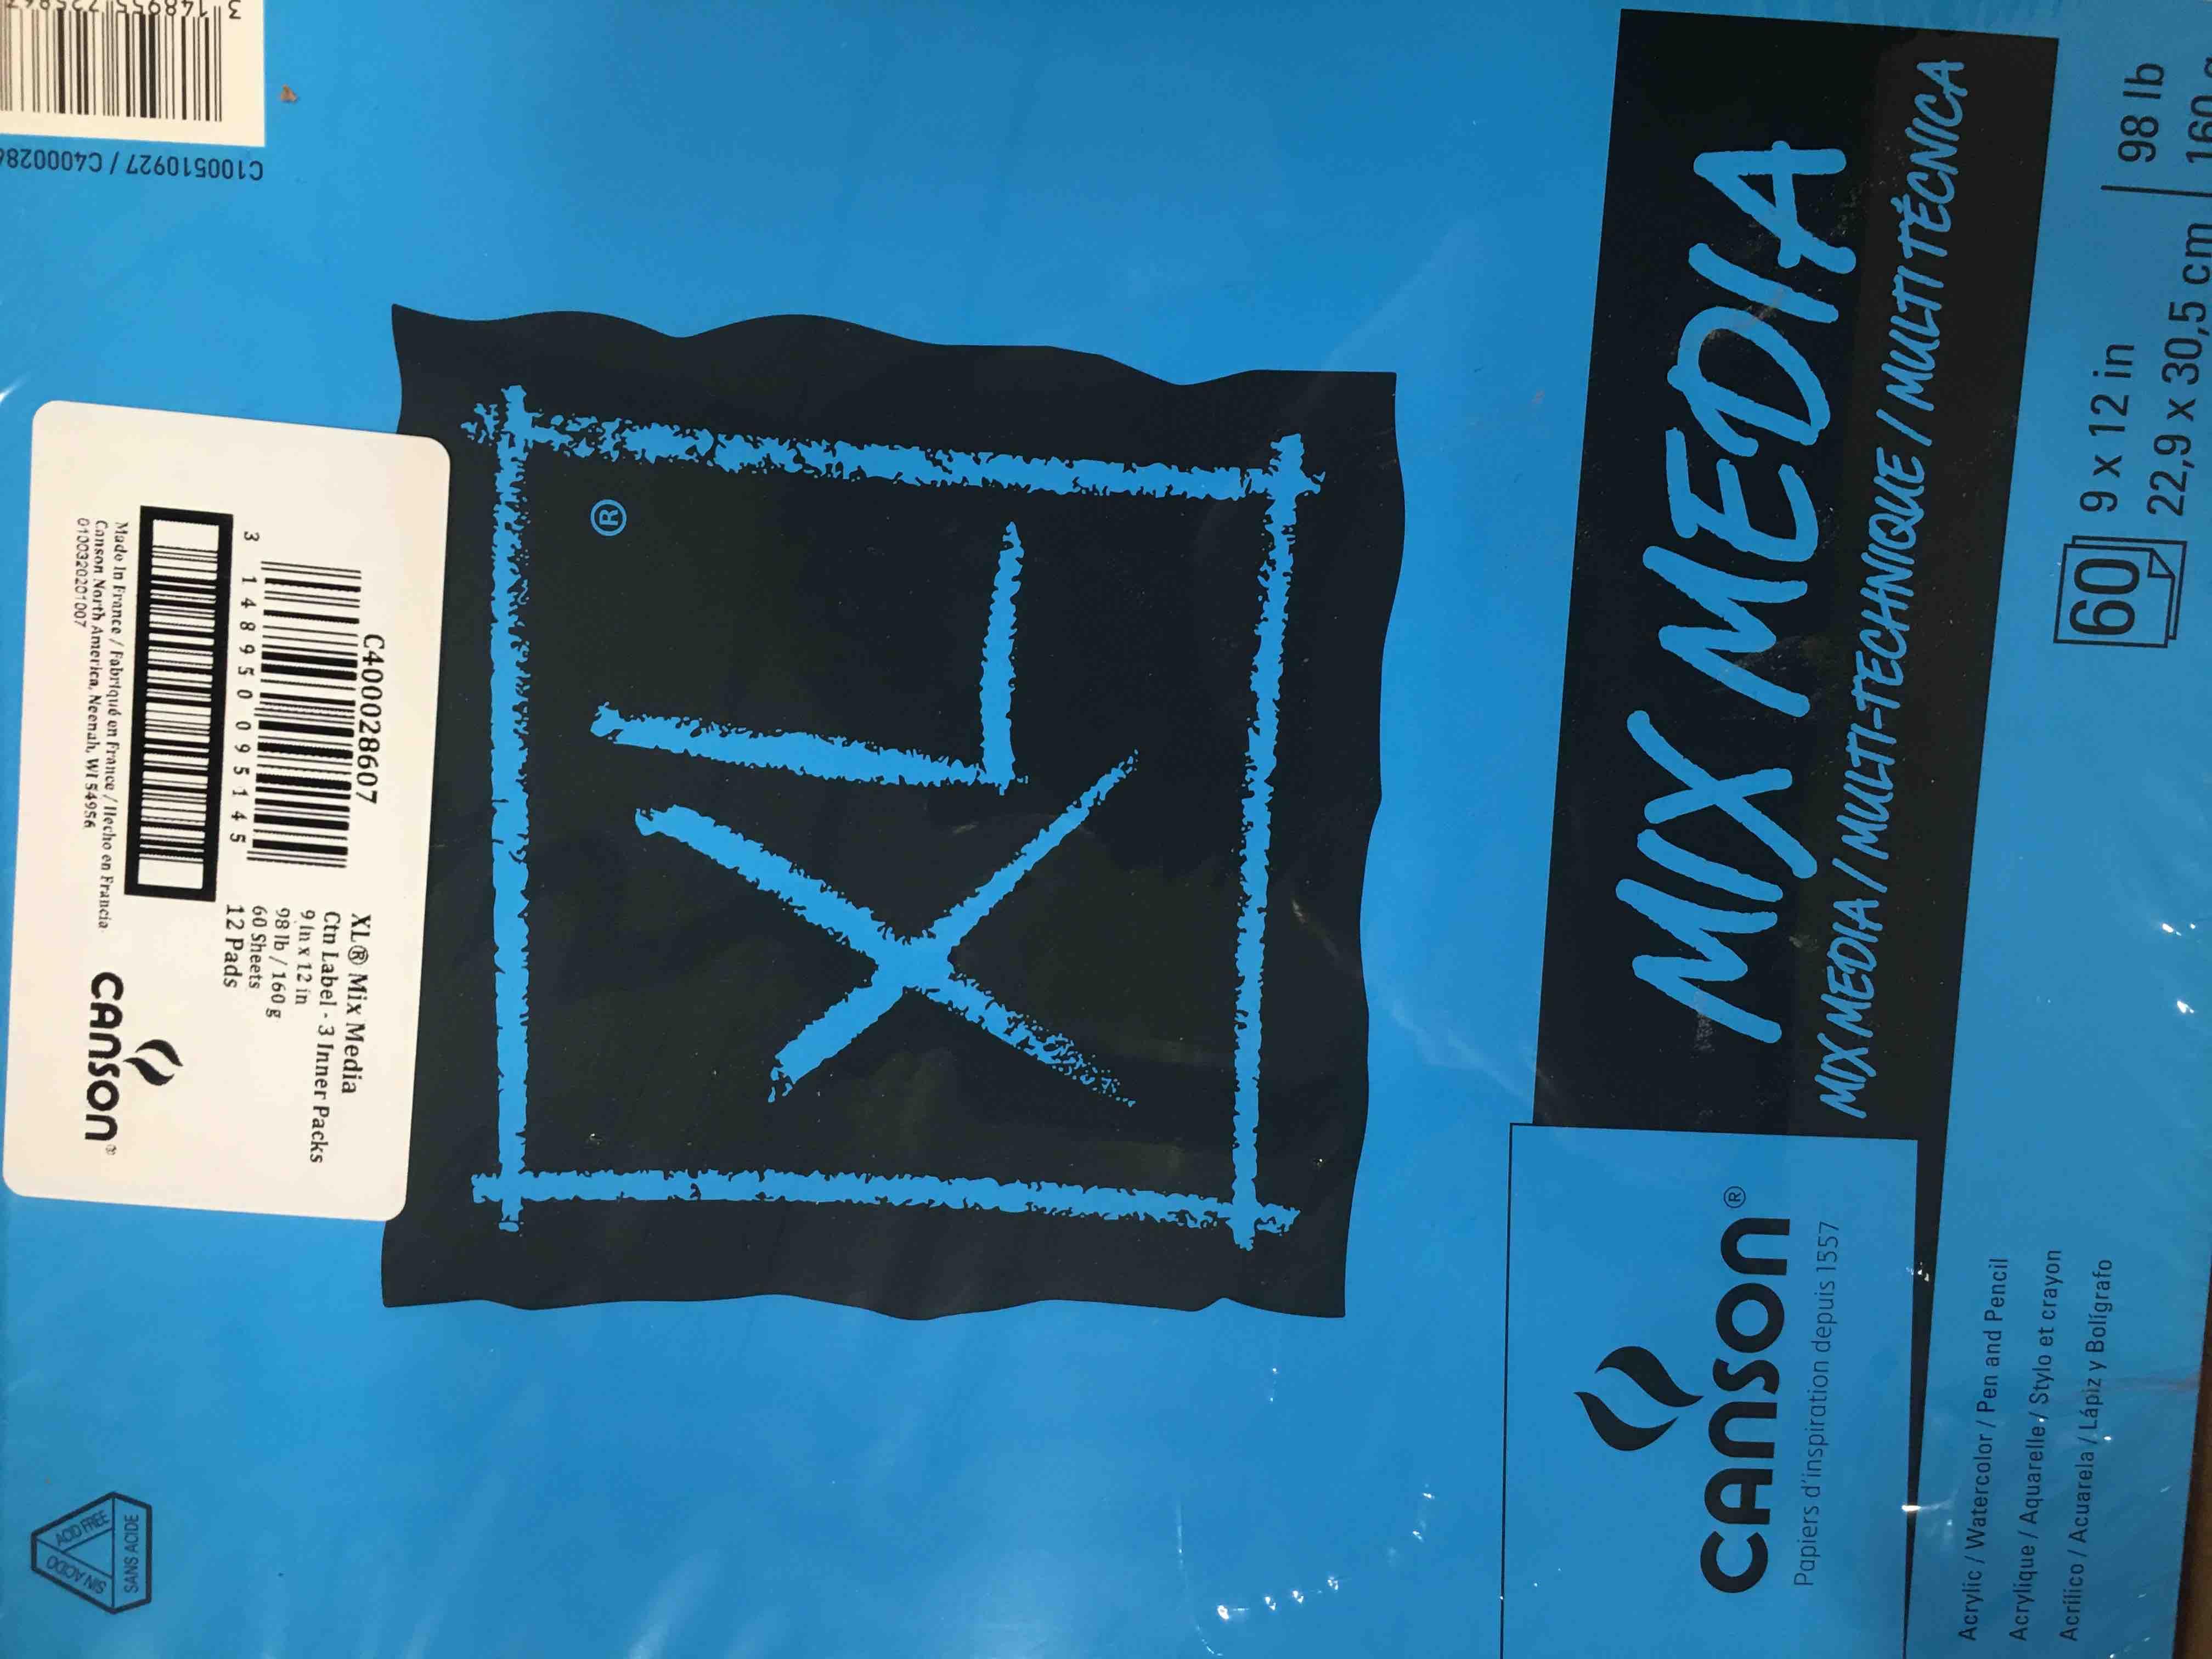 CANSON®
Papiers d'inspiration depuis 1557
MIX MEDIA
MIX MEDIA / MULTI-TECHNIQUE / MULTI TÉCNICA
Acrylic / Watercolor / Pen and Pencil
Acrylique / Aquarelle / Stylo et crayon
Acrilico / Acuarela / Lápiz y Bolígrafo
60
9 x 12 in | 98 lb
22,9 x 30,5 cm | 160 g
XL®
C400028607
3 148950 095145
XL® Mix Media
Ctn Label - 3 Inner Packs
9 in x 12 in
98 lb / 160 g
60 Sheets
12 Pads
Made In France / Fabriqué en France / Hecho en Francia
Canson North America, Neenah, WI 54956
01003202001007
CANSON®
ACID FREE
SIN ACIDO
SANS ACIDE
C100510927